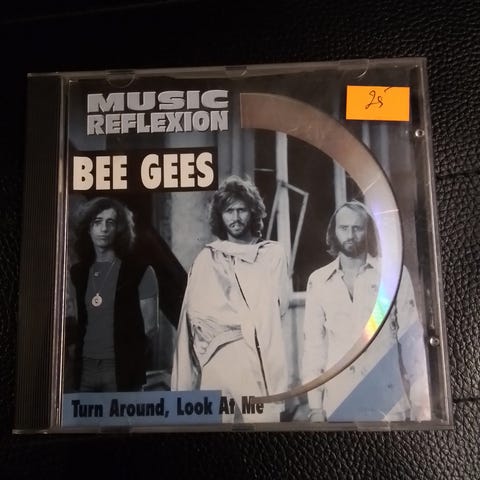 MUSIC
REFLEXION
BEE GEES
25
Turn Around, Look At Me